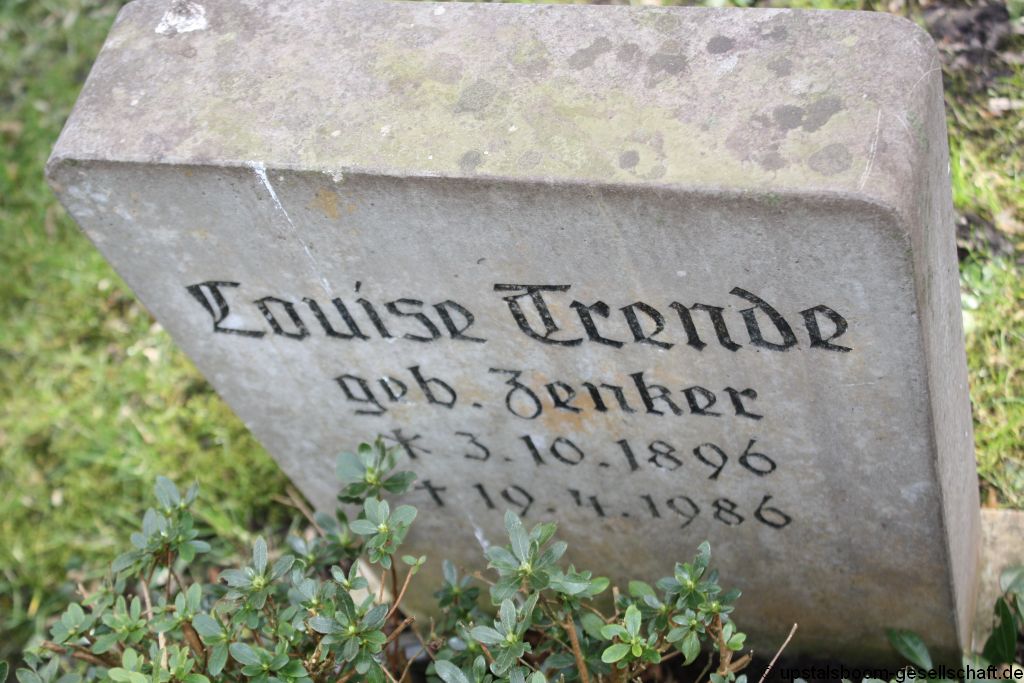 Louise Trende
geb. Zenker
* 3.10.1896
† 19.4.1986
© upstalsboom-gesellschaft.de